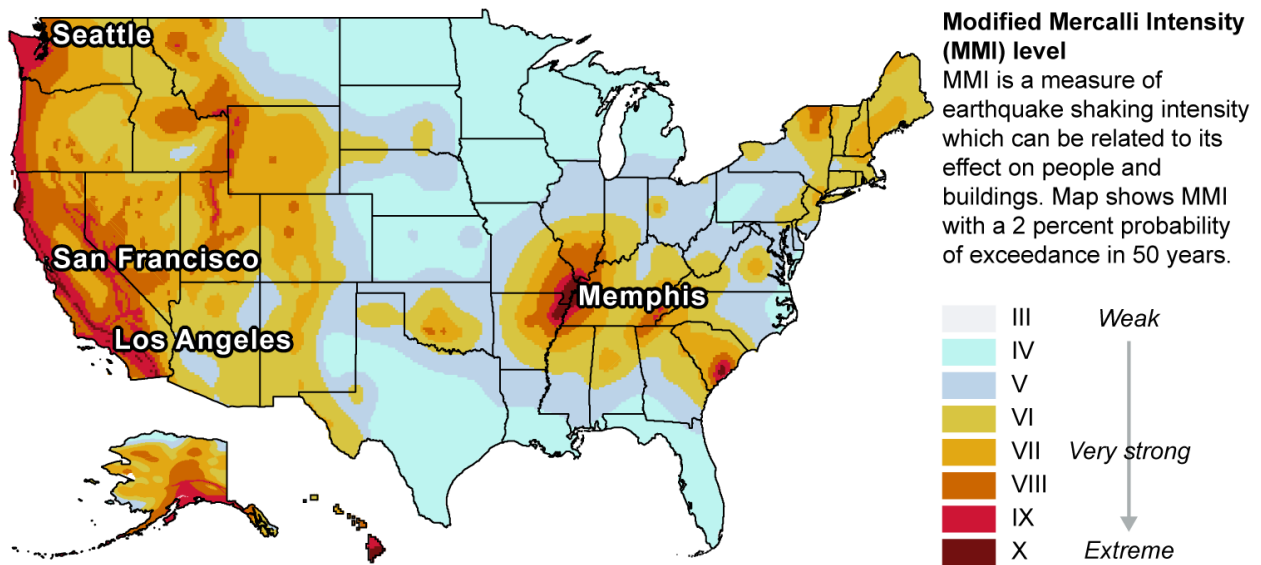 Seattle
San Francisco
Los Angeles
Memphis
Modified Mercalli Intensity
(MMI) level
MMI is a measure of
earthquake shaking intensity
which can be related to its
effect on people and
buildings. Map shows MMI
with a 2 percent probability
of exceedance in 50 years.
III Weak
IV
V
VI
VII Very strong
VIII
IX
X Extreme